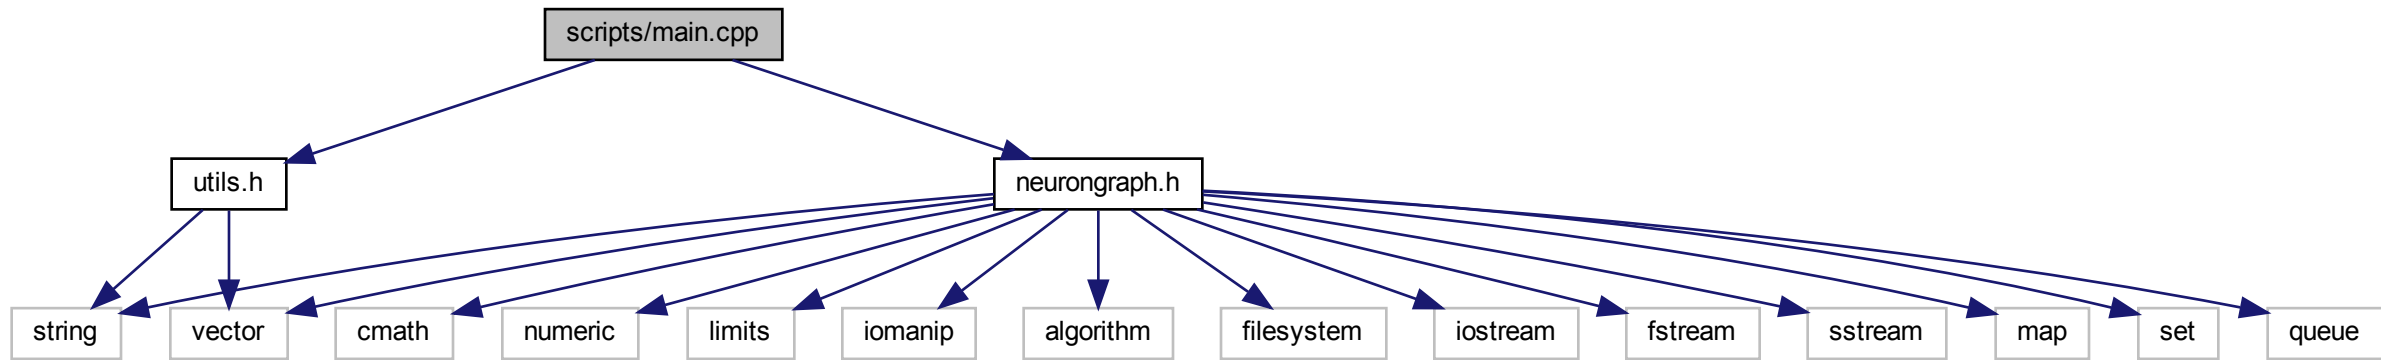 scripts/main.cpp
utils.h
neurongraph.h
string
vector
cmath
numeric
limits
iomanip
algorithm
filesystem
iostream
fstream
sstream
map
set
queue